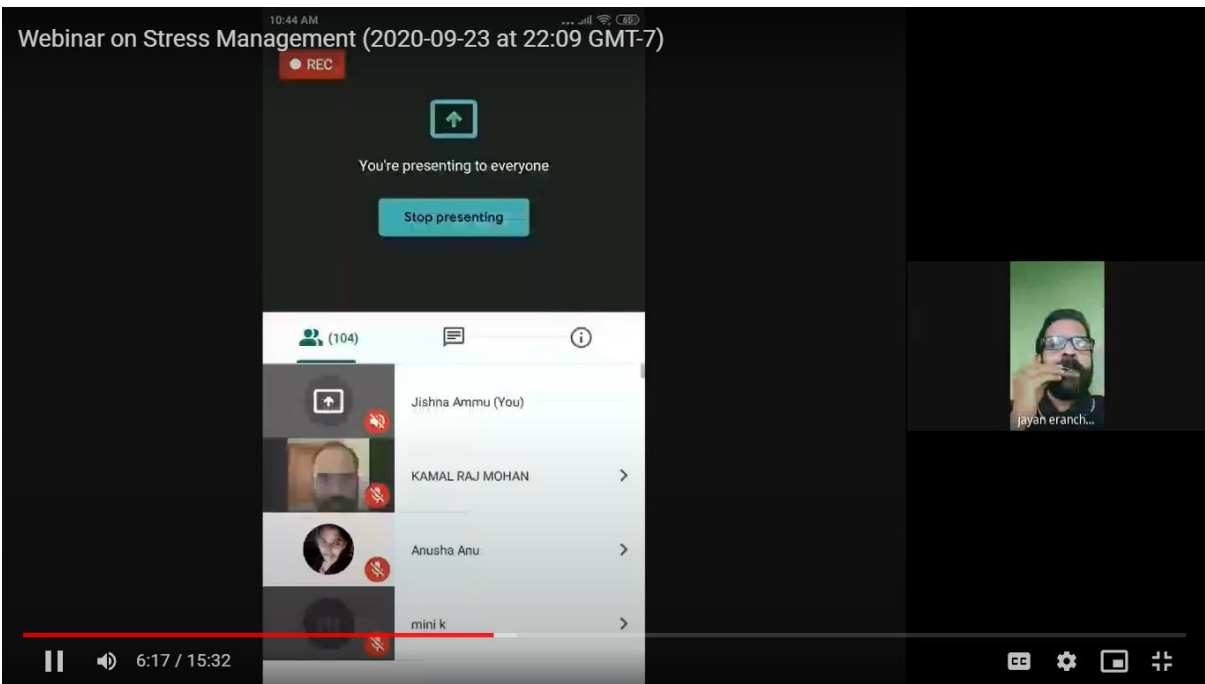 10:44 AM
65
Webinar on Stress Management (2020-09-23 at 22:09 GMT-7)
REC
You're presenting to everyone
Stop presenting
(104)
Jishna Ammu (You)
KAMAL RAJ MOHAN
Anusha Anu
mini k
jayan eranch...
6:17 / 15:32
CC